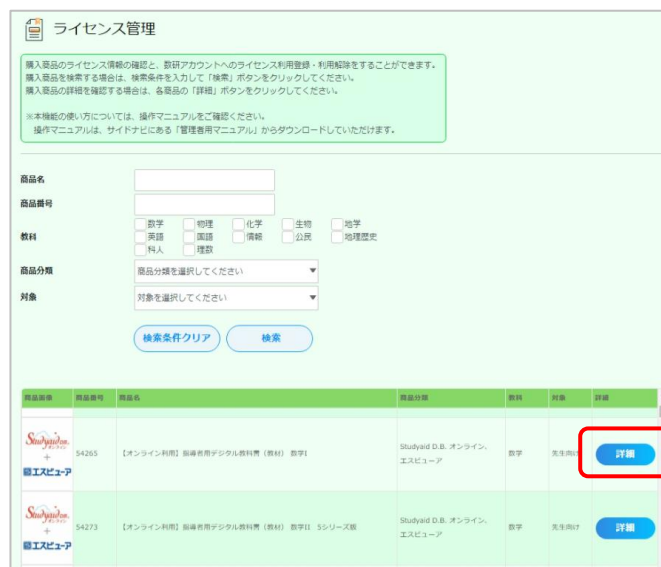 ライセンス管理
購入商品のライセンス情報の確認と、数研アカウントへのライセンス利用登録・利用解除をすることができます。
購入商品を検索する場合は、検索条件を入力して「検索」ボタンをクリックしてください。
購入商品の詳細を確認する場合は、各商品の「詳細」ボタンをクリックしてください。
※本機能の使い方については、操作マニュアルをご確認ください。
操作マニュアルは、サイドナビにある「管理者用マニュアル」からダウンロードしていただけます。
商品名
商品番号
教科 数学 物理 化学 生物 地学
英語 国語 情報 公民 地理歴史
科人 理数
商品分類 商品分類を選択してください
対象 対象を選択してください
検索条件クリア 検索
商品画像 商品番号 商品名 商品分類 教科 対象 詳細
Studyaid D.B. オンライン + エスビューア 54265 【オンライン利用】指導者用デジタル教科書（教材） 数学I Studyaid D.B. オンライン、 数学 先生向け 詳細
エスビューア
Studyaid D.B. オンライン + エスビューア 54273 【オンライン利用】指導者用デジタル教科書（教材） 数学II Sシリーズ版 Studyaid D.B. オンライン、 数学 先生向け 詳細
エスビューア